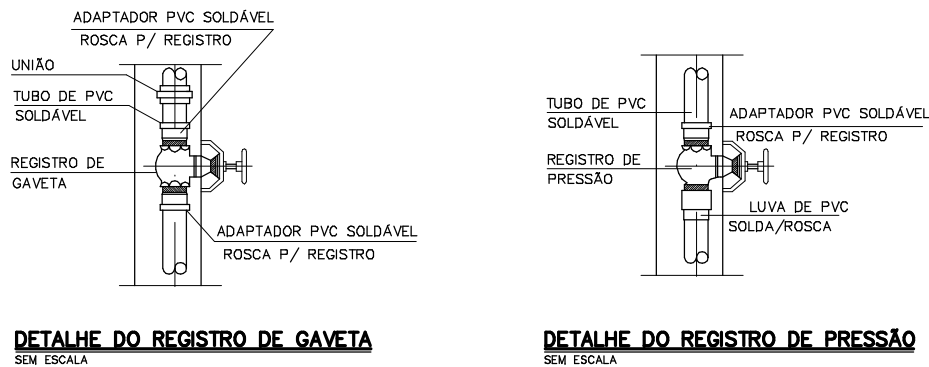 ADAPTADOR PVC SOLDÁVEL
ROSCA P/ REGISTRO
UNIÃO
TUBO DE PVC
SOLDÁVEL
REGISTRO DE
GAVETA
ADAPTADOR PVC SOLDÁVEL
ROSCA P/ REGISTRO
DETALHE DO REGISTRO DE GAVETA
SEM ESCALA
TUBO DE PVC
SOLDÁVEL
ADAPTADOR PVC SOLDÁVEL
ROSCA P/ REGISTRO
REGISTRO DE
PRESSÃO
LUVA DE PVC
SOLDA/ROSCA
DETALHE DO REGISTRO DE PRESSÃO
SEM ESCALA